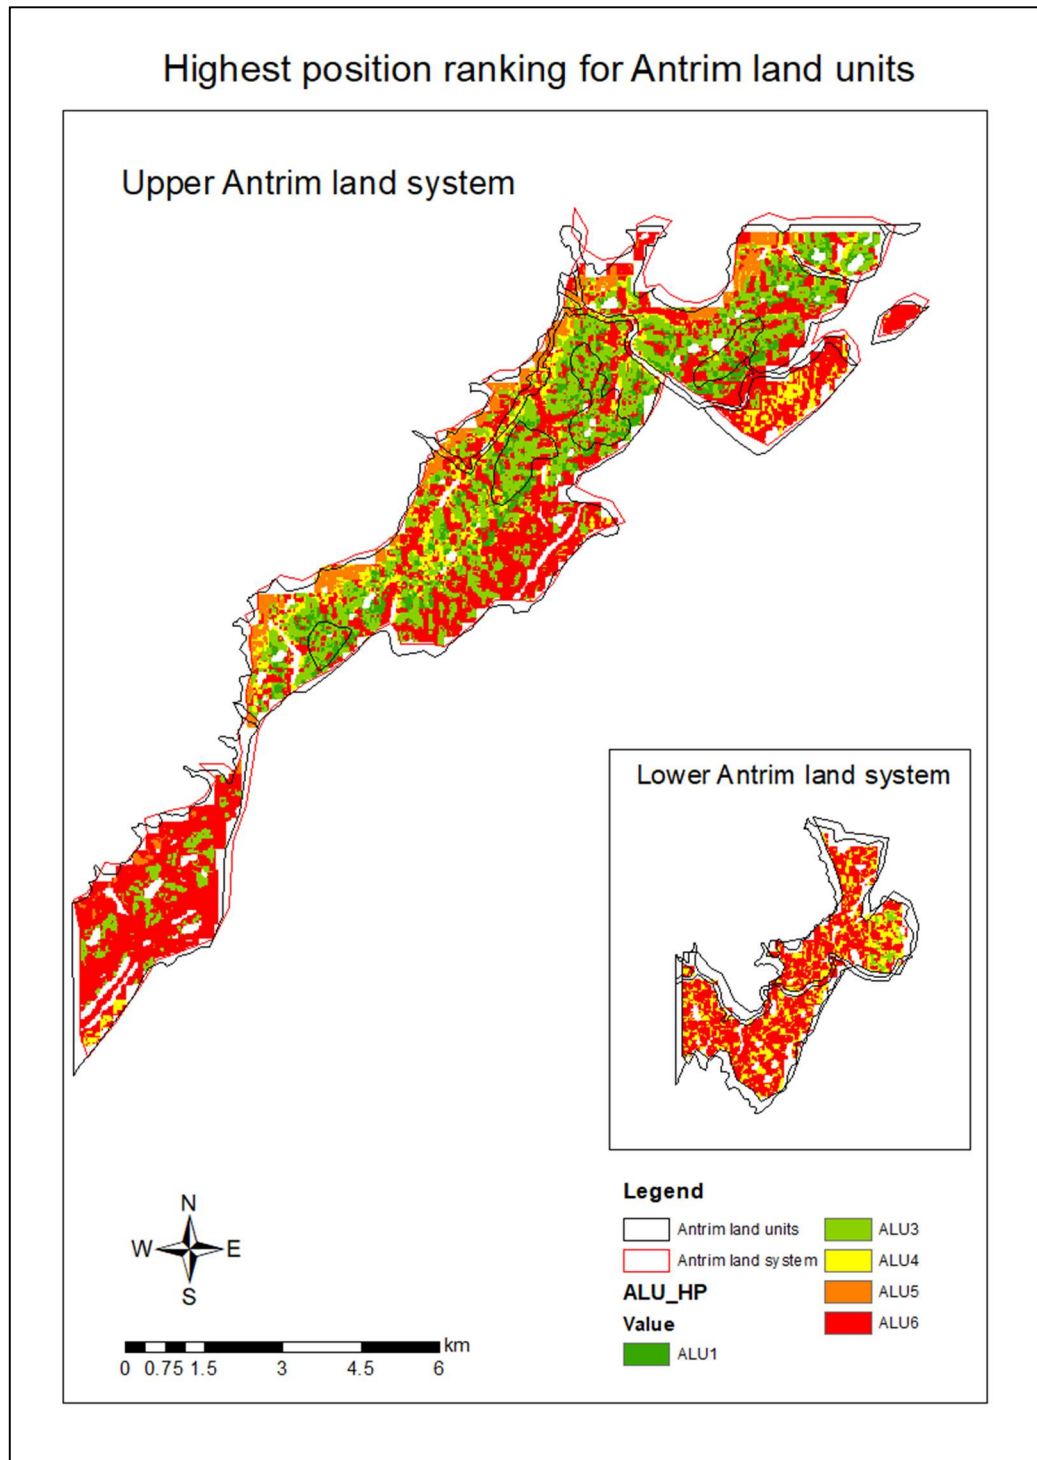 Highest position ranking for Antrim land units
Upper Antrim land system
Lower Antrim land system
Legend
Antrim land units
Antrim land system
ALU_HP
Value
ALU1
ALU3
ALU4
ALU5
ALU6
N
W E
S
km
0 0.75 1.5 3 4.5 6